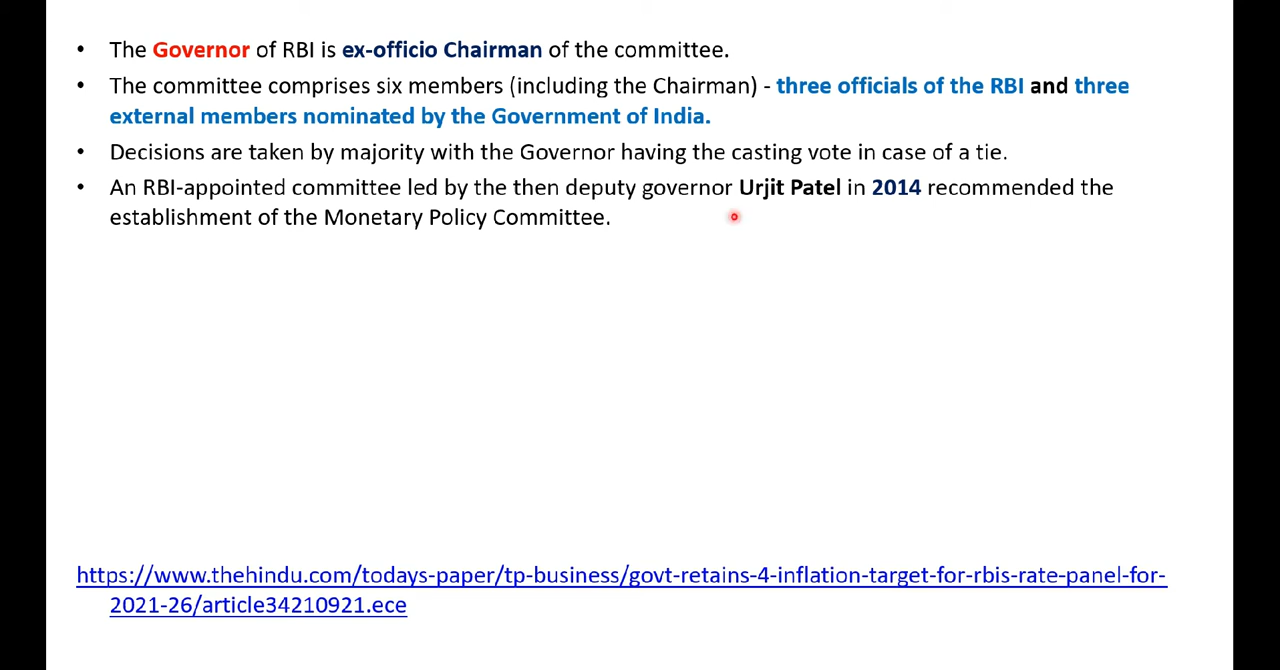 • The Governor of RBI is ex-officio Chairman of the committee.
• The committee comprises six members (including the Chairman) - three officials of the RBI and three
external members nominated by the Government of India.
• Decisions are taken by majority with the Governor having the casting vote in case of a tie.
• An RBI-appointed committee led by the then deputy governor Urjit Patel in 2014 recommended the
establishment of the Monetary Policy Committee.
https://www.thehindu.com/todays-paper/tp-business/govt-retains-4-inflation-target-for-rbis-rate-panel-for-
2021-26/article34210921.ece